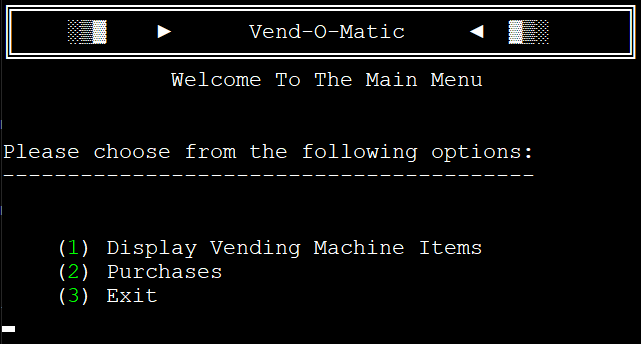 ░▒▓ ► Vend-O-Matic ◄ ▓▒░
Welcome To The Main Menu
Please choose from the following options:
-----------------------------------------
(1) Display Vending Machine Items
(2) Purchases
(3) Exit